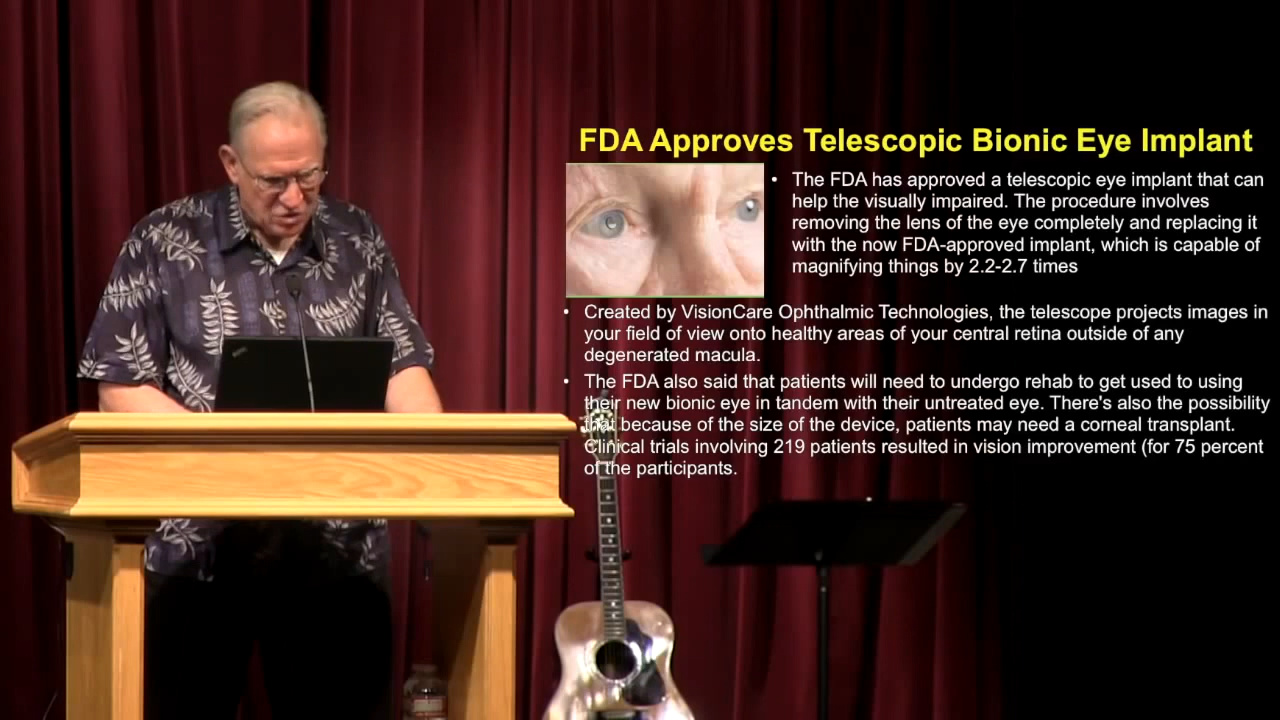 FDA Approves Telescopic Bionic Eye Implant
• The FDA has approved a telescopic eye implant that can
help the visually impaired. The procedure involves
removing the lens of the eye completely and replacing it
with the now FDA-approved implant, which is capable of
magnifying things by 2.2-2.7 times
• Created by VisionCare Ophthalmic Technologies, the telescope projects images in
your field of view onto healthy areas of your central retina outside of any
degenerated macula.
• The FDA also said that patients will need to undergo rehab to get used to using
their new bionic eye in tandem with their untreated eye. There's also the possibility
that because of the size of the device, patients may need a corneal transplant.
Clinical trials involving 219 patients resulted in vision improvement (for 75 percent
of the participants.